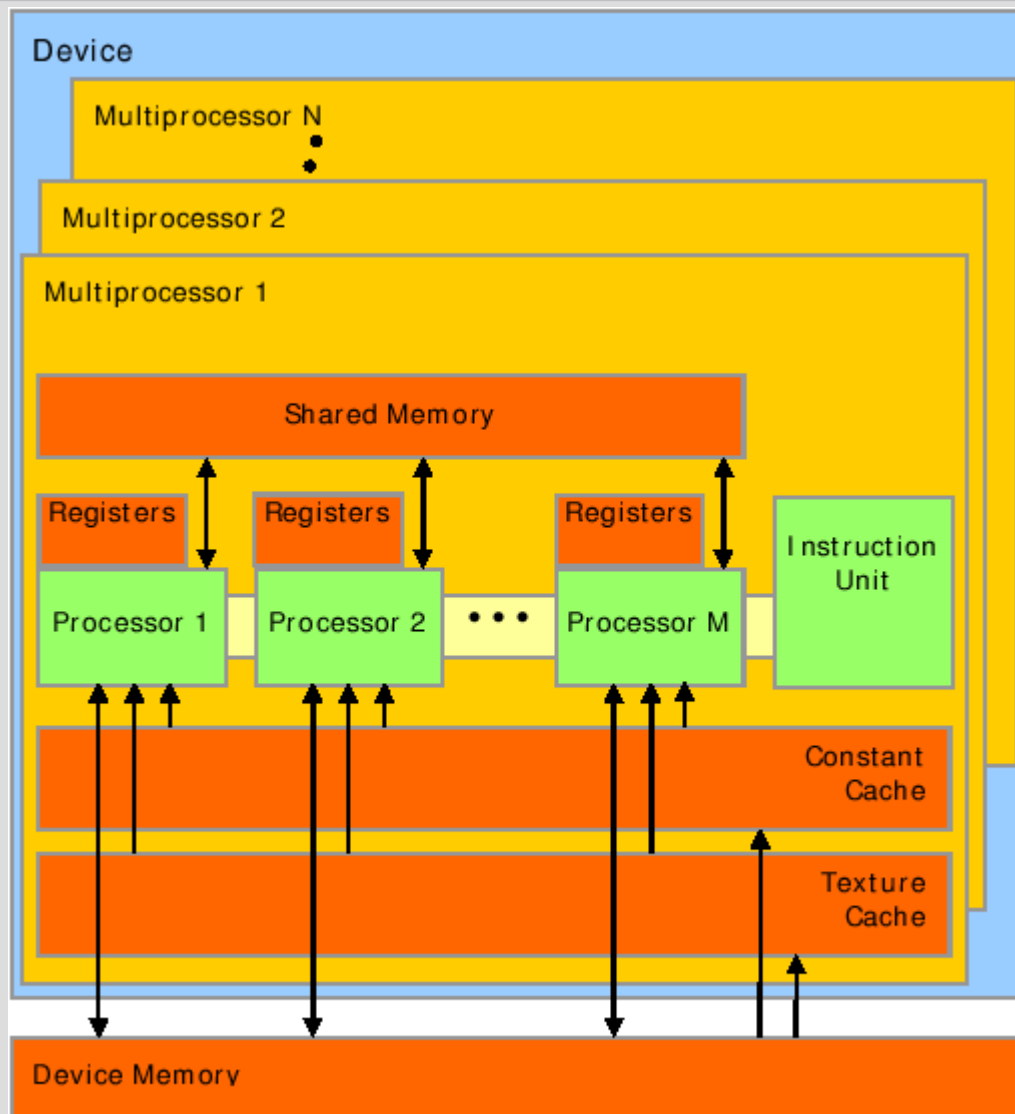 Device
Multiprocessor N
Multiprocessor 2
Multiprocessor 1
Shared Memory
Registers
Registers
Registers
Instruction
Unit
Processor 1
Processor 2
• • •
Processor M
Constant
Cache
Texture
Cache
Device Memory